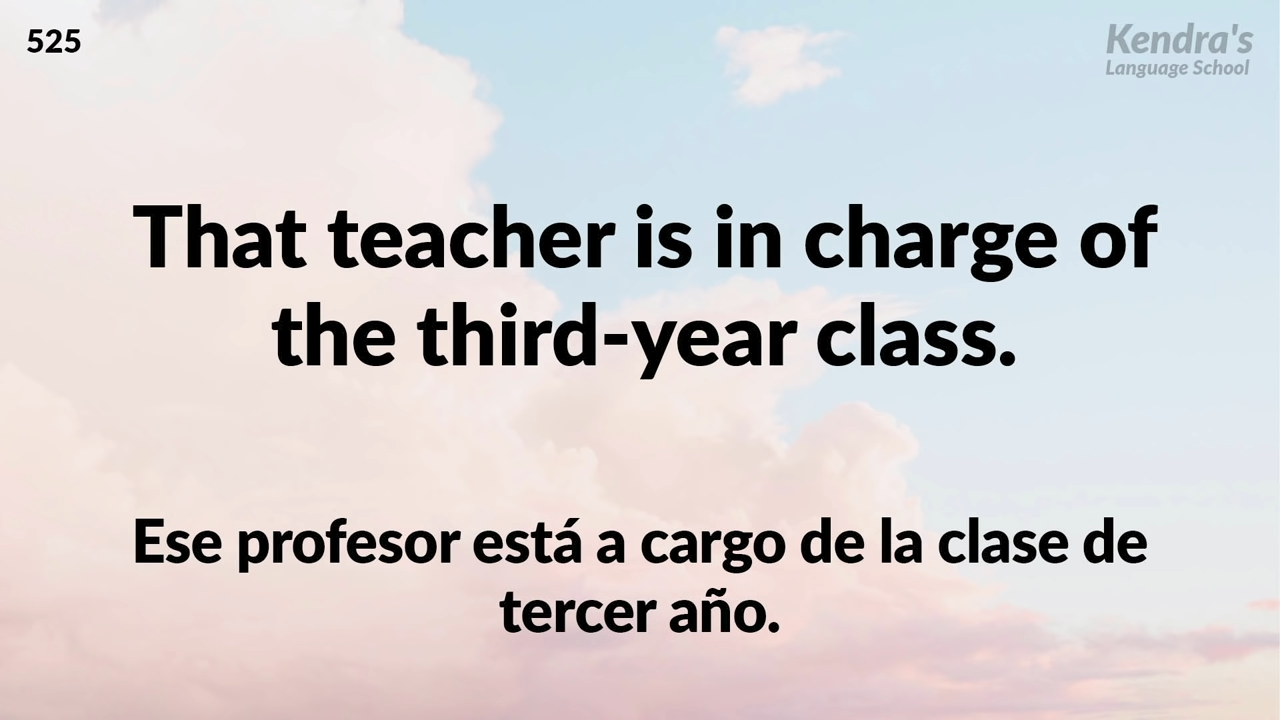 525
Kendra's
Language School
That teacher is in charge of
the third-year class.
Ese profesor está a cargo de la clase de
tercer año.